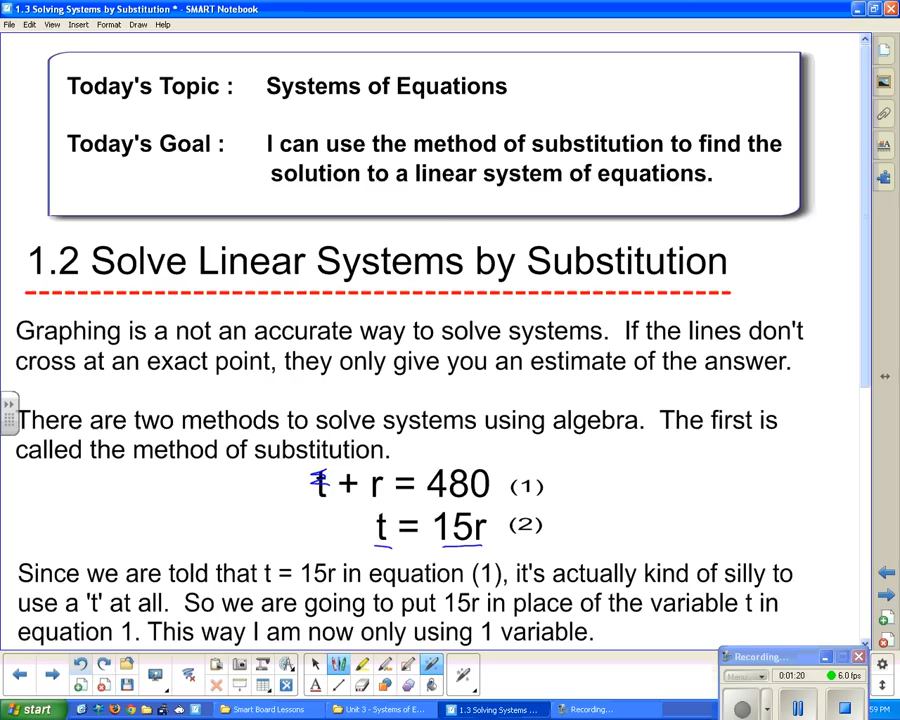 1.3 Solving Systems by Substitution * - SMART Notebook
File Edit View Insert Format Draw Help
Today's Topic : Systems of Equations
Today's Goal : I can use the method of substitution to find the
solution to a linear system of equations.
1.2 Solve Linear Systems by Substitution
Graphing is a not an accurate way to solve systems. If the lines don't
cross at an exact point, they only give you an estimate of the answer.
There are two methods to solve systems using algebra. The first is
called the method of substitution.
t + r = 480 (1)
t = 15r (2)
Since we are told that t = 15r in equation (1), it's actually kind of silly to
use a 't' at all. So we are going to put 15r in place of the variable t in
equation 1. This way I am now only using 1 variable.
Recording...
Menu
0:01:20
6.0 fps
start
Smart Board Lessons
Unit 3 - Systems of E...
1.3 Solving Systems ...
Recording...
:59 PM